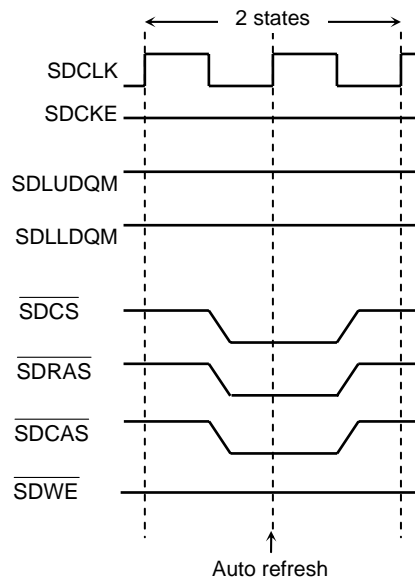 2 states
SDCLK
SDCKE
SDLUDQM
SDLLDQM
SDCS
SDRAS
SDCAS
SDWE
Auto refresh